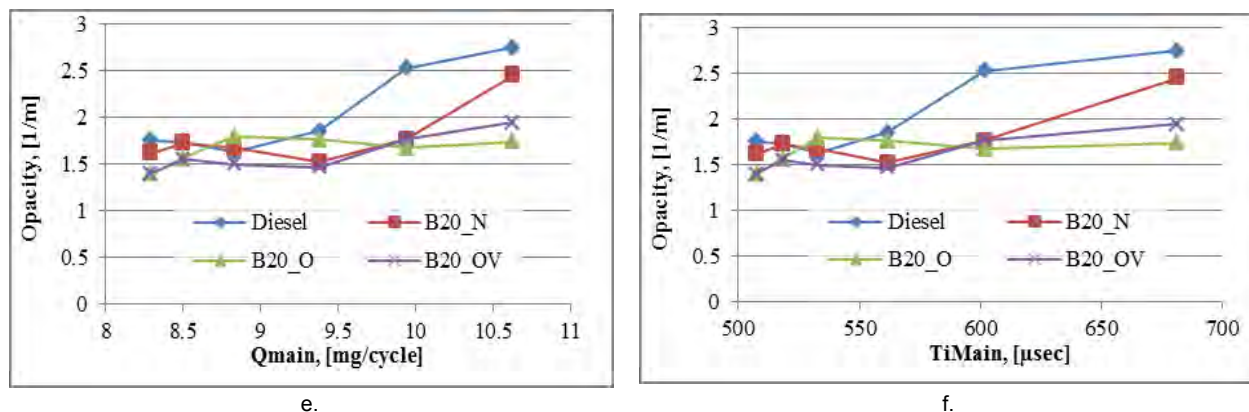 3
2.5
2
1.5
1
0.5
0
Opacity, [1/m]
Diesel
B20_N
B20_O
B20_OV
8
8.5
9
9.5
10
10.5
11
Qmain, [mg/cycle]
e.
3
2.5
2
1.5
1
0.5
0
Opacity, [1/m]
Diesel
B20_N
B20_O
B20_OV
500
550
600
650
700
TiMain, [µsec]
f.